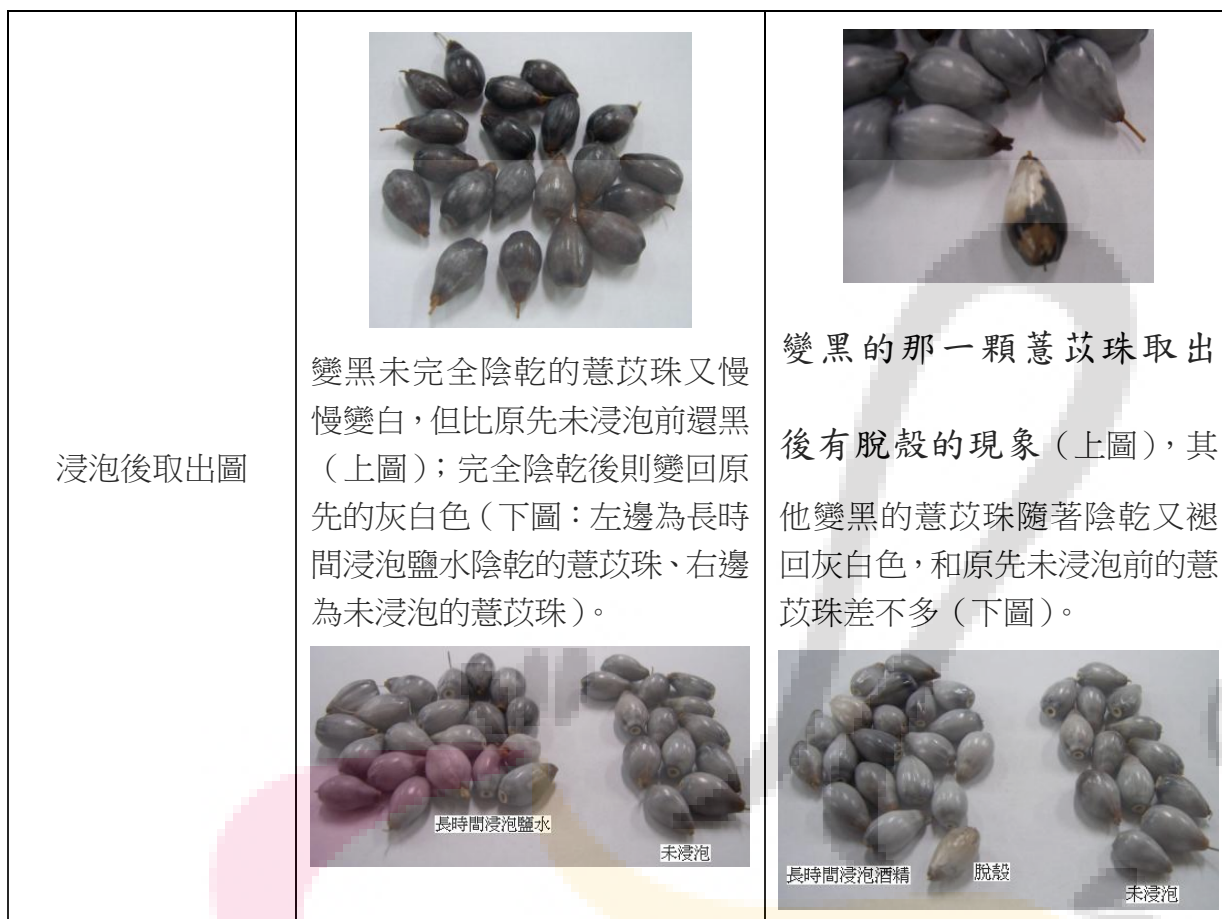 浸泡後取出圖
變黑未完全陰乾的薏苡珠又慢
慢變白,但比原先未浸泡前還黑
(上圖);完全陰乾後則變回原
先的灰白色(下圖:左邊為長時
間浸泡鹽水陰乾的薏苡珠、右邊
為未浸泡的薏苡珠)。
長時間浸泡鹽水
未浸泡
變黑的那一顆薏苡珠取出
後有脫殼的現象(上圖),其
他變黑的薏苡珠隨著陰乾又褪
回灰白色,和原先未浸泡前的薏
苡珠差不多(下圖)。
長時間浸泡酒精
脫殼
未浸泡